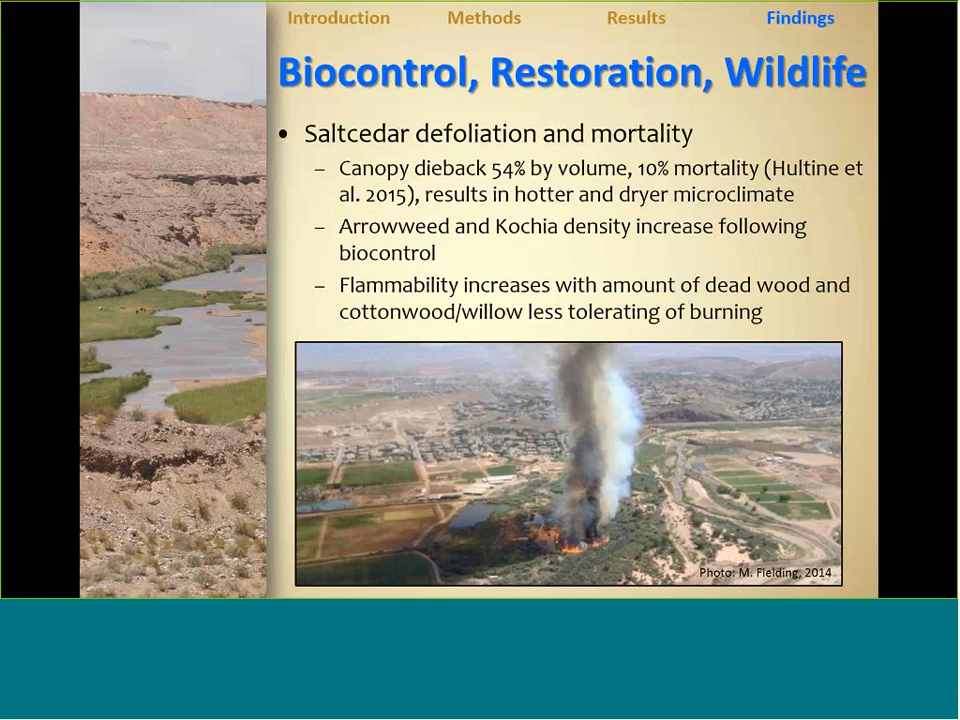 Introduction Methods Results Findings
Biocontrol, Restoration, Wildlife
• Saltcedar defoliation and mortality
– Canopy dieback 54% by volume, 10% mortality (Hultine et
al. 2015), results in hotter and dryer microclimate
– Arrowweed and Kochia density increase following
biocontrol
– Flammability increases with amount of dead wood and
cottonwood/willow less tolerating of burning
Photo: M. Fielding, 2014